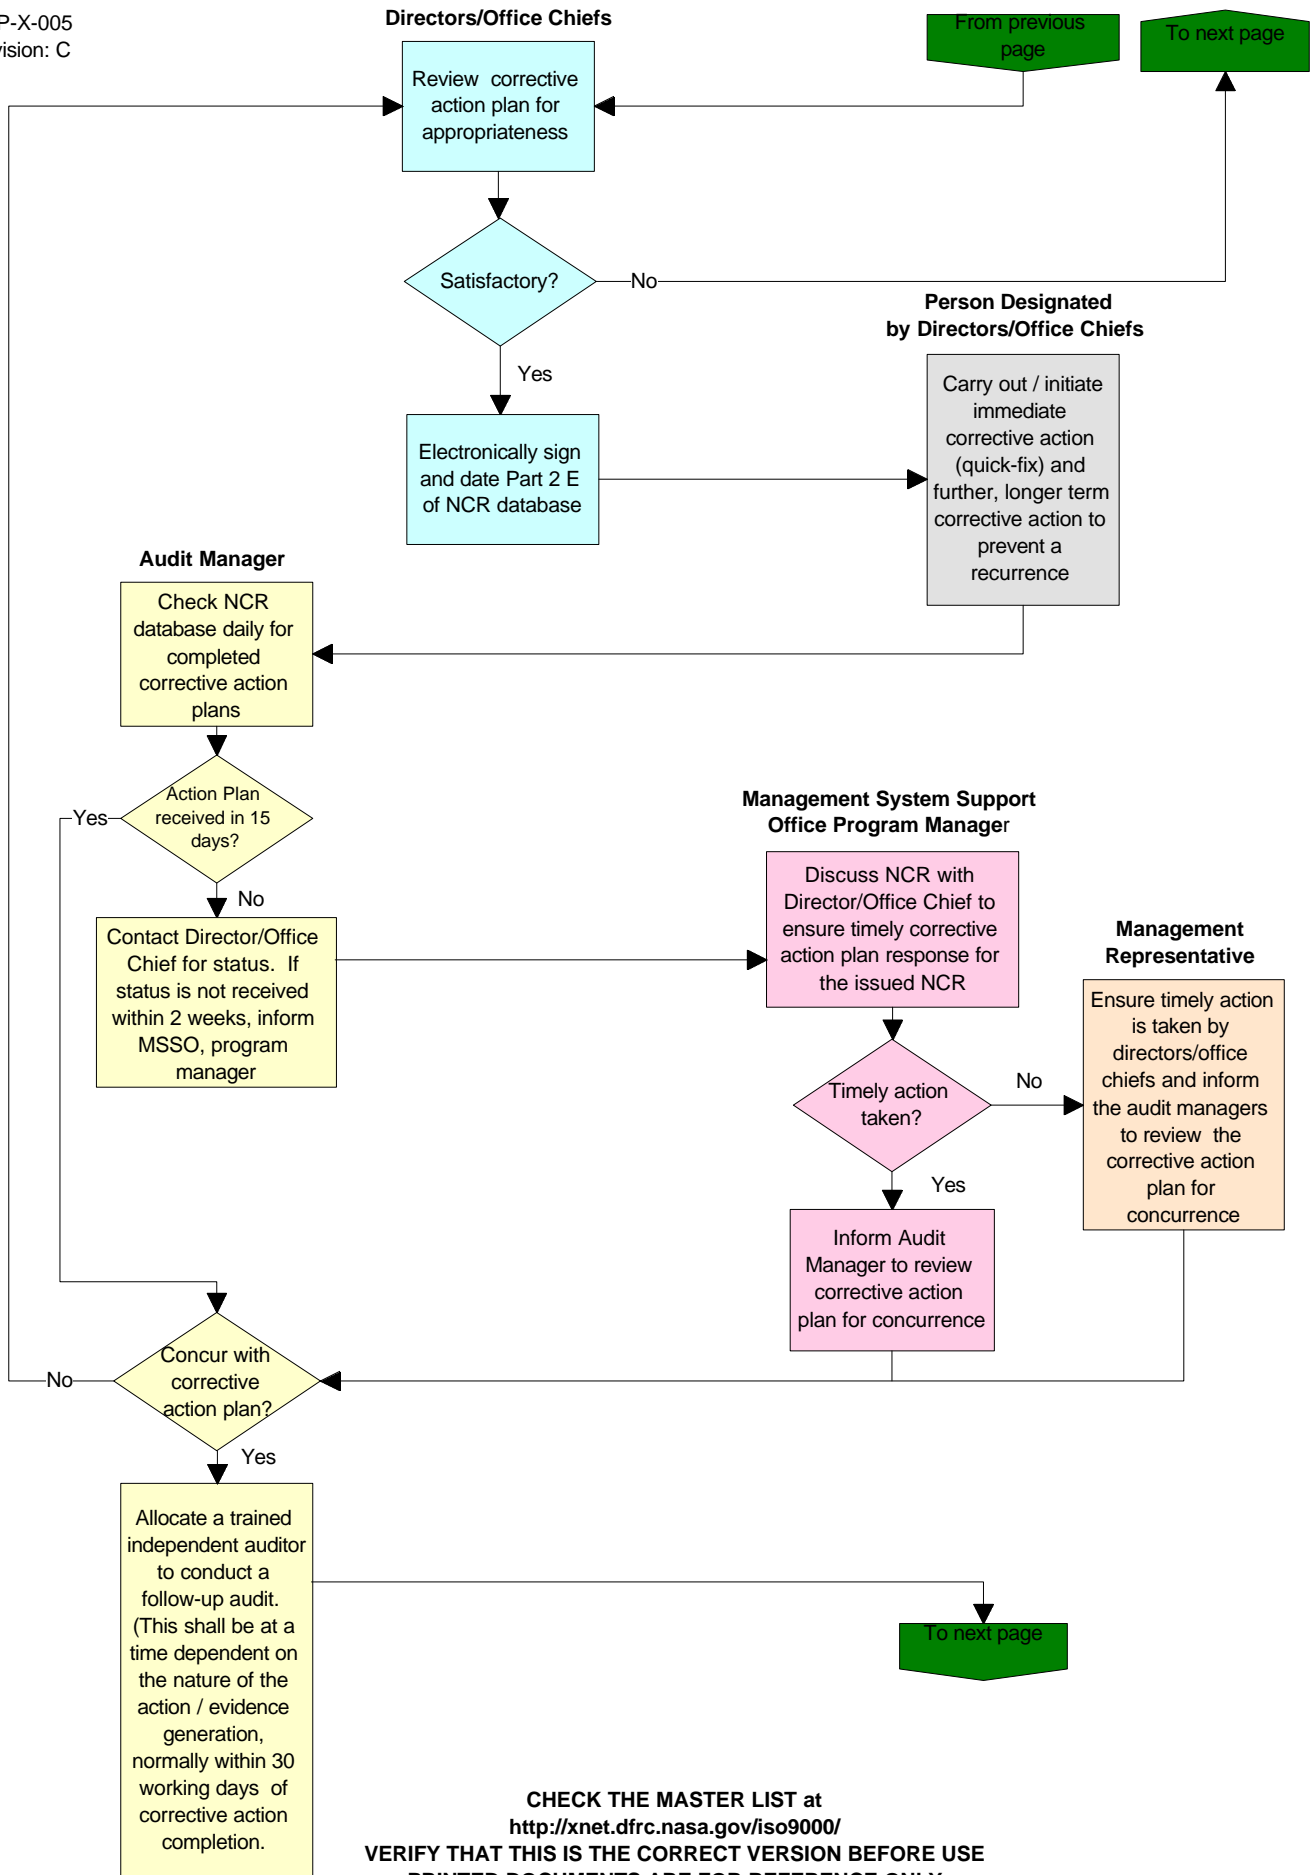 P-X-005
vision: C
Directors/Office Chiefs
From previous
page
To next page
Review corrective
action plan for
appropriateness
Satisfactory?
No
Yes
Person Designated
by Directors/Office Chiefs
Electronically sign
and date Part 2 E
of NCR database
Carry out / initiate
immediate
corrective action
(quick-fix) and
further, longer term
corrective action to
prevent a
recurrence
Audit Manager
Check NCR
database daily for
completed
corrective action
plans
Action Plan
received in 15
days?
Yes
No
Contact Director/Office
Chief for status. If
status is not received
within 2 weeks, inform
MSSO, program
manager
Management System Support
Office Program Manager
Discuss NCR with
Director/Office Chief to
ensure timely corrective
action plan response for
the issued NCR
Timely action
taken?
No
Yes
Management
Representative
Ensure timely action
is taken by
directors/office
chiefs and inform
the audit managers
to review the
corrective action
plan for
concurrence
Inform Audit
Manager to review
corrective action
plan for concurrence
Concur with
corrective
action plan?
No
Yes
Allocate a trained
independent auditor
to conduct a
follow-up audit.
(This shall be at a
time dependent on
the nature of the
action / evidence
generation,
normally within 30
working days of
corrective action
completion.
To next page
CHECK THE MASTER LIST at
http://xnet.dfrc.nasa.gov/iso9000/
VERIFY THAT THIS IS THE CORRECT VERSION BEFORE USE
PRINTED DOCUMENTS ARE FOR REFERENCE ONLY